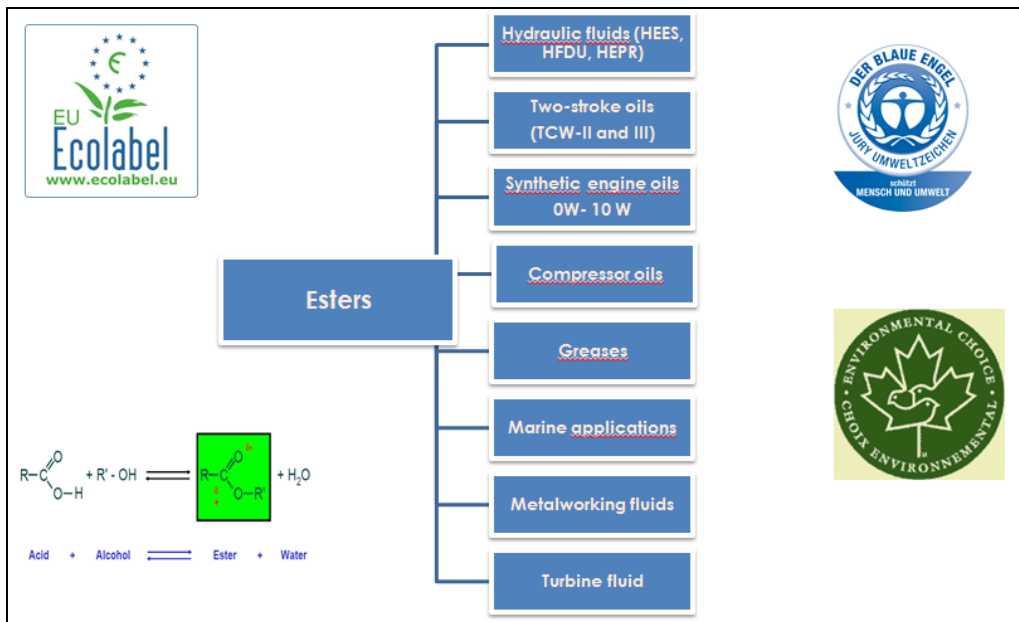 EU
Ecolabel
www.ecolabel.eu
Esters
Hydraulic fluids (HEES,
HFDU, HEPR)
Two-stroke oils
(TCW-II and III)
Synthetic engine oils
0W- 10 W
Compressor oils
Greases
Marine applications
Metalworking fluids
Turbine fluid
DER BLAUE ENGEL
JURY UMWELTZEICHEN
schützt
MENSCH UND UMWELT
ENVIRONMENTAL CHOICE
CHOIX ENVIRONNEMENTAL
R-C
O
O-H
+ R' - OH
R-C
O δ-
δ
+
O-R'
+ H₂O
Acid + Alcohol Ester + Water